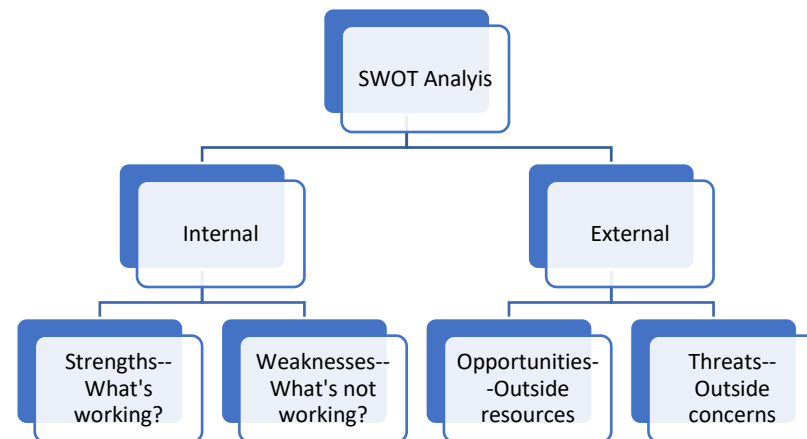 SWOT Analyis
Internal
External
Strengths--
What's
working?
Weaknesses--
What's not
working?
Opportunities-
-Outside
resources
Threats--
Outside
concerns